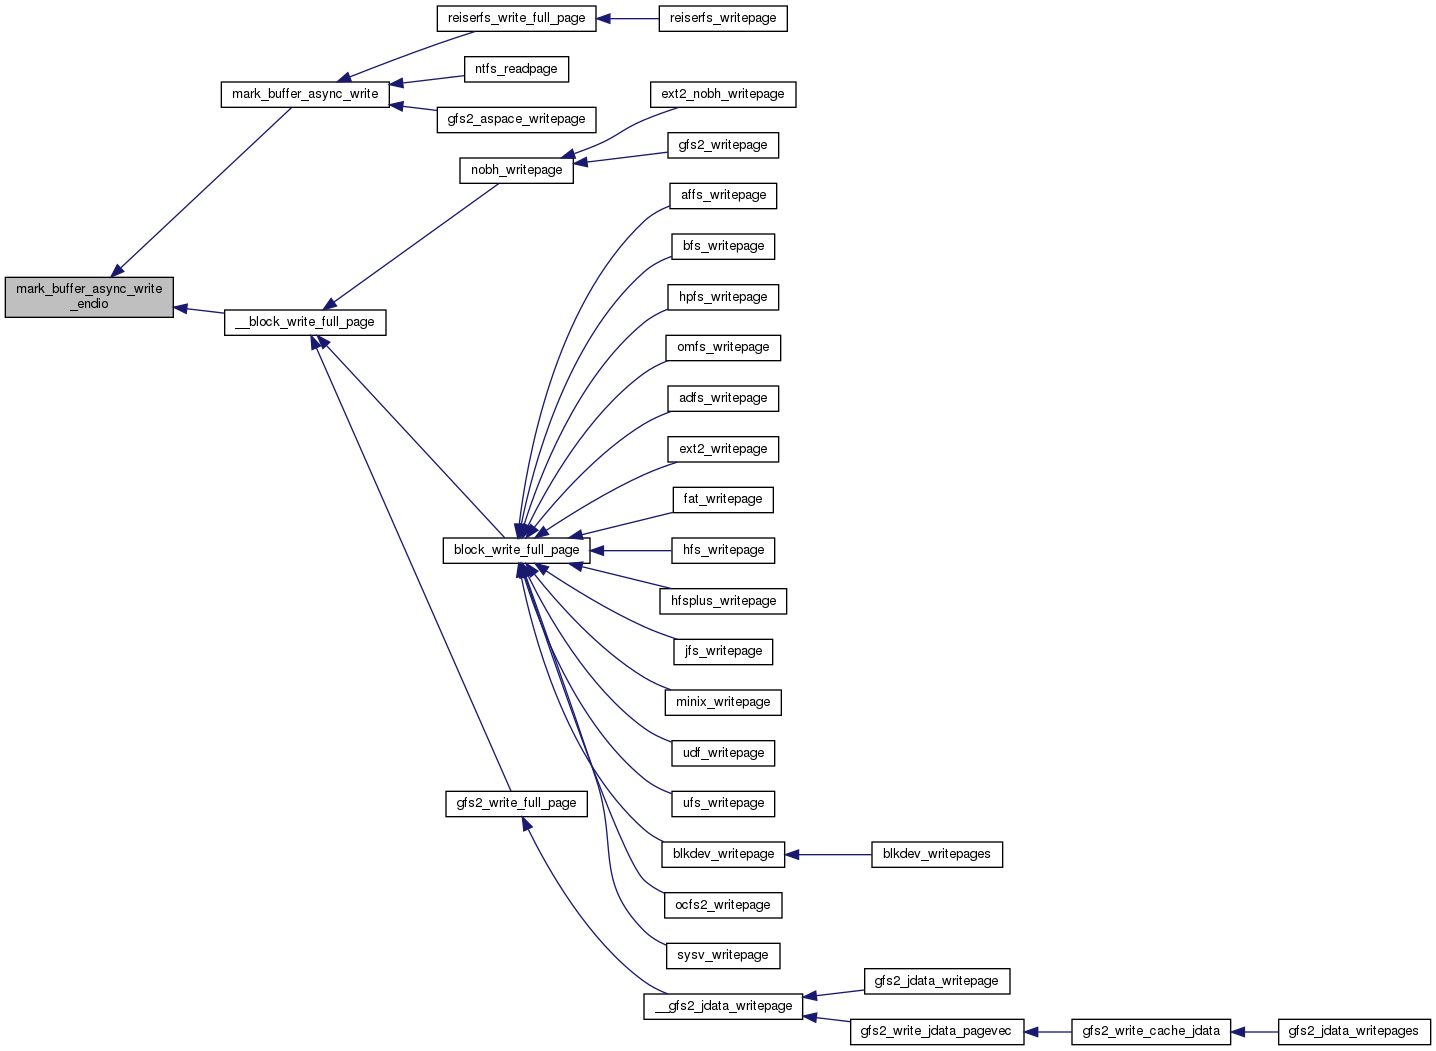 reiserfs_write_full_page
reiserfs_writepage
ntfs_readpage
mark_buffer_async_write
ext2_nobh_writepage
gfs2_aspace_writepage
gfs2_writepage
nobh_writepage
affs_writepage
bfs_writepage
mark_buffer_async_write
_endio
hpfs_writepage
__block_write_full_page
omfs_writepage
adfs_writepage
ext2_writepage
fat_writepage
block_write_full_page
hfs_writepage
hfsplus_writepage
jfs_writepage
minix_writepage
udf_writepage
gfs2_write_full_page
ufs_writepage
blkdev_writepage
blkdev_writepages
ocfs2_writepage
sysv_writepage
gfs2_jdata_writepage
__gfs2_jdata_writepage
gfs2_write_jdata_pagevec
gfs2_write_cache_jdata
gfs2_jdata_writepages